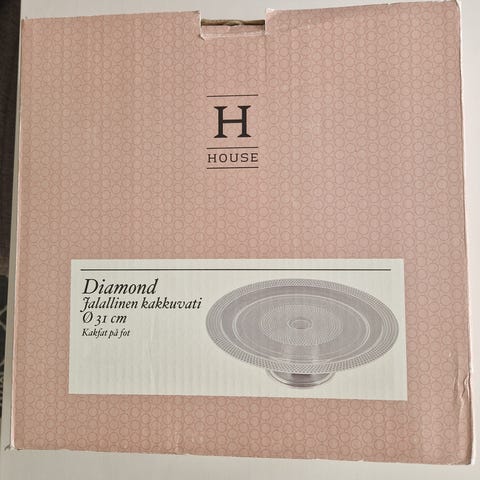 H
HOUSE
Diamond
Jalallinen kakkuvati
Ø 31 cm
Kakfat på fot